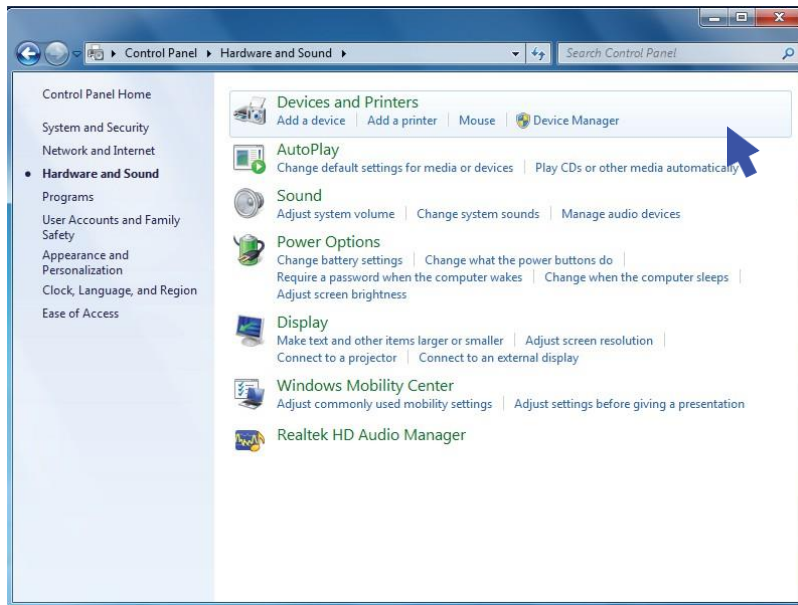 Control Panel Hardware and Sound Search Control Panel
Control Panel Home
System and Security
Network and Internet
Hardware and Sound
Programs
User Accounts and Family
Safety
Appearance and
Personalization
Clock, Language, and Region
Ease of Access
Devices and Printers
Add a device Add a printer Mouse Device Manager
AutoPlay
Change default settings for media or devices Play CDs or other media automatically
Sound
Adjust system volume Change system sounds Manage audio devices
Power Options
Change battery settings Change what the power buttons do
Require a password when the computer wakes Change when the computer sleeps
Adjust screen brightness
Display
Make text and other items larger or smaller Adjust screen resolution
Connect to a projector Connect to an external display
Windows Mobility Center
Adjust commonly used mobility settings Adjust settings before giving a presentation
Realtek HD Audio Manager